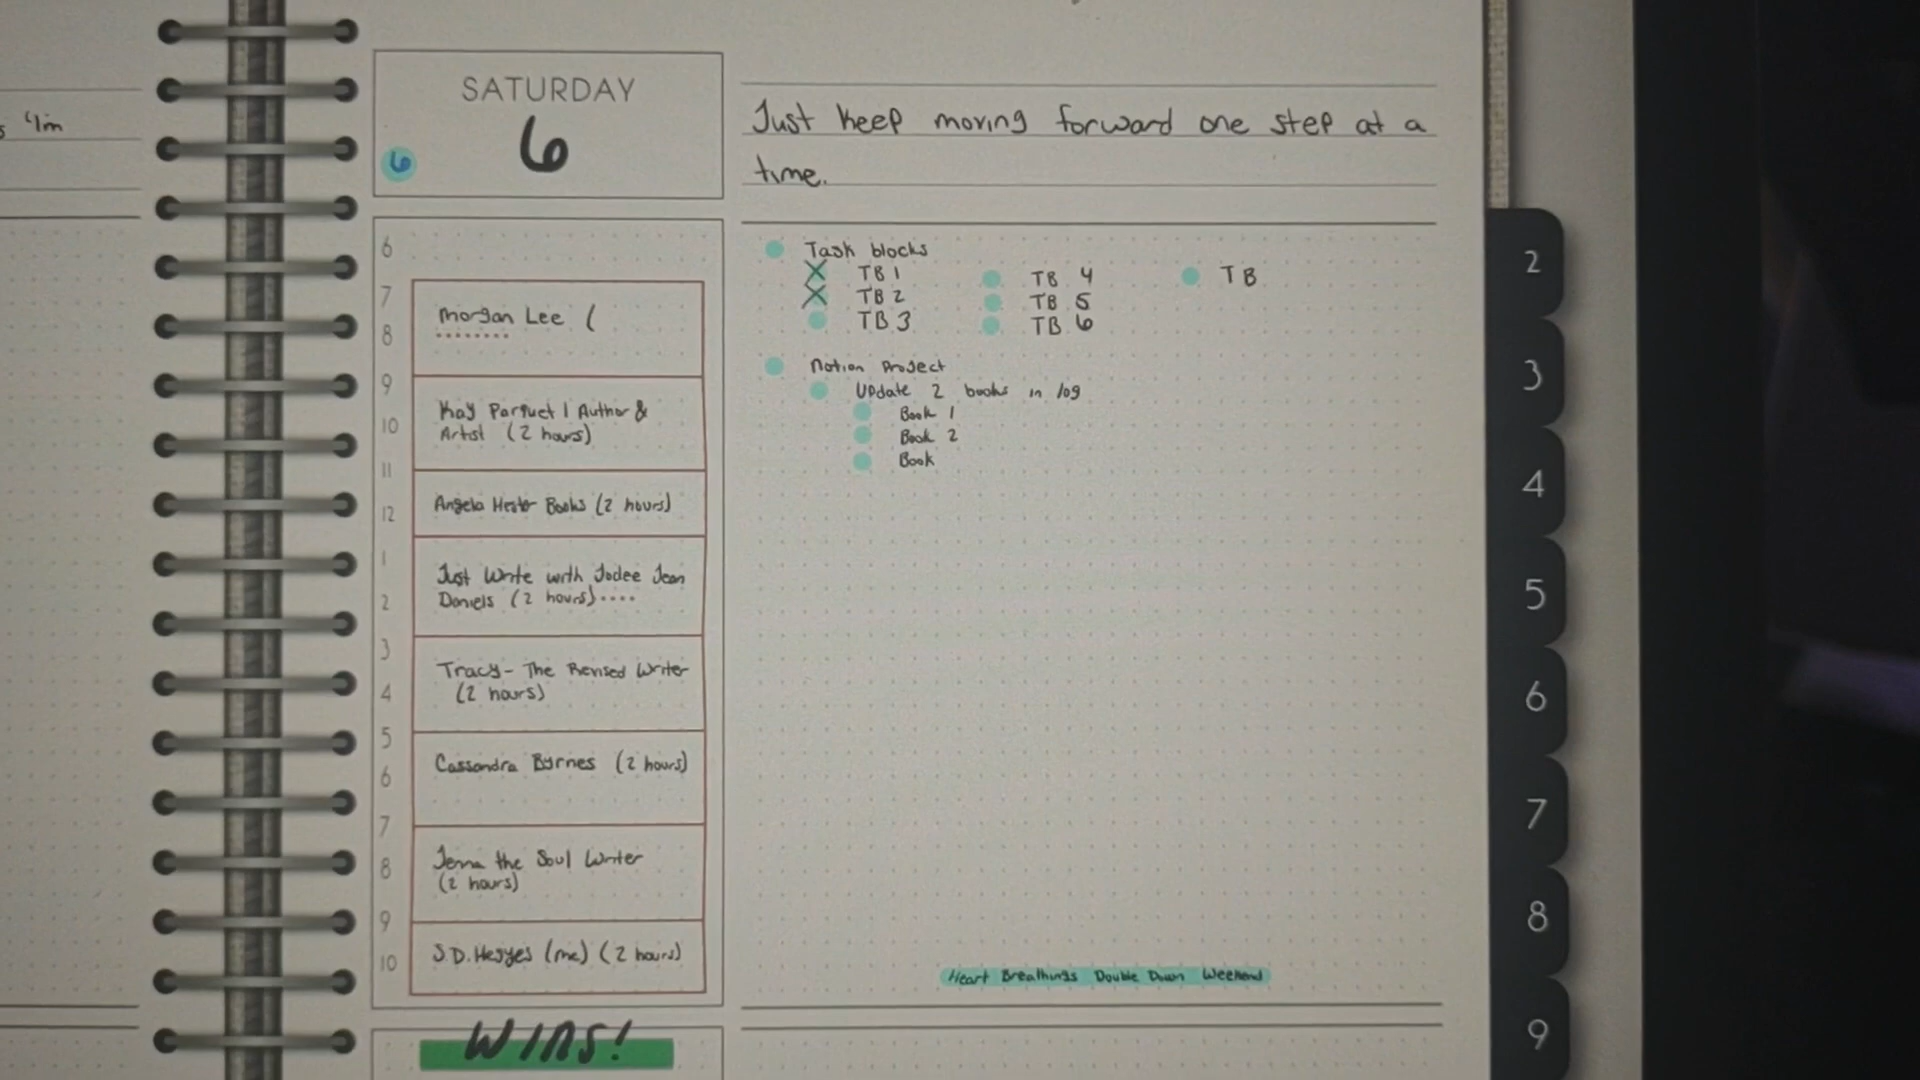 s 4m
SATURDAY
6
6
Just keep moving forward one step at a
time.
6
7
8
9
10
11
12
1
2
3
4
5
6
7
8
9
10
Morgan Lee (
Kay Parquet | Author &
Artist (2 hours)
Angela Hester Books (2 hours)
Just Write with Jodee Jean
Daniels (2 hours)
Tracy - The Revised Writer
(2 hours)
Cassandra Byrnes (2 hours)
Jenna the Soul Writer
(2 hours)
S.D. Hegyes (me) (2 hours)
WINS!
Task blocks
TB 1
TB 2
TB 3
TB 4
TB 5
TB 6
TB
Notion Project
Update 2 books in log
Book 1
Book 2
Book
Heart Breathings Double Down Weekend
2
3
4
5
6
7
8
9